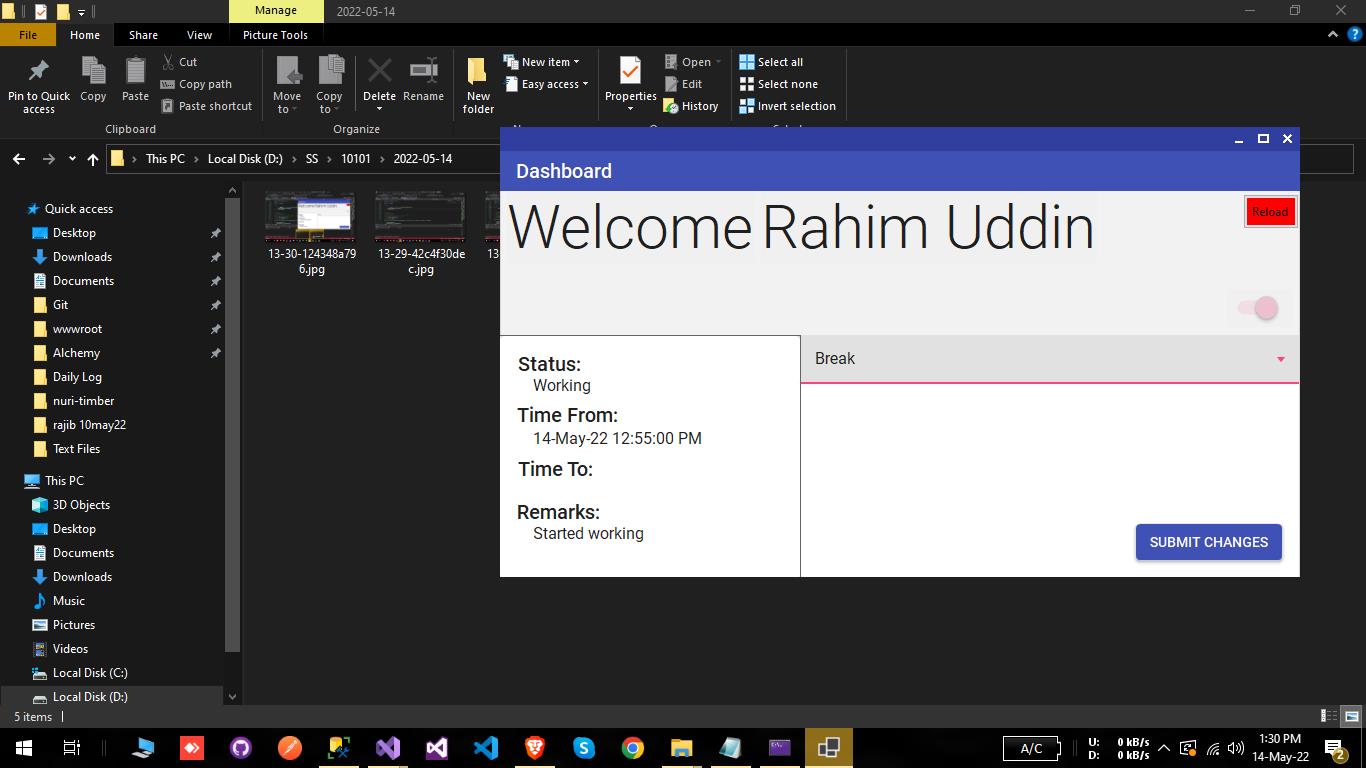 Manage
2022-05-14
File
Home
Share
View
Picture Tools
Pin to Quick access
Copy
Paste
Cut
Copy path
Paste shortcut
Move to
Copy to
Delete
Rename
New folder
New item
Easy access
Properties
Open
Edit
History
Select all
Select none
Invert selection
Clipboard
Organize
This PC
Local Disk (D:)
SS
10101
2022-05-14
Quick access
Desktop
Downloads
Documents
Git
wwwroot
Alchemy
Daily Log
nuri-timber
rajib 10may22
Text Files
This PC
3D Objects
Desktop
Documents
Downloads
Music
Pictures
Videos
Local Disk (C:)
Local Disk (D:)
13-30-124348a79
6.jpg
13-29-42c4f30de
c.jpg
13
Dashboard
Welcome Rahim Uddin
Reload
Status:
Working
Time From:
14-May-22 12:55:00 PM
Time To:
Remarks:
Started working
Break
SUBMIT CHANGES
5 items
A/C
U: 0 kB/s
D: 0 kB/s
1:30 PM
14-May-22
2